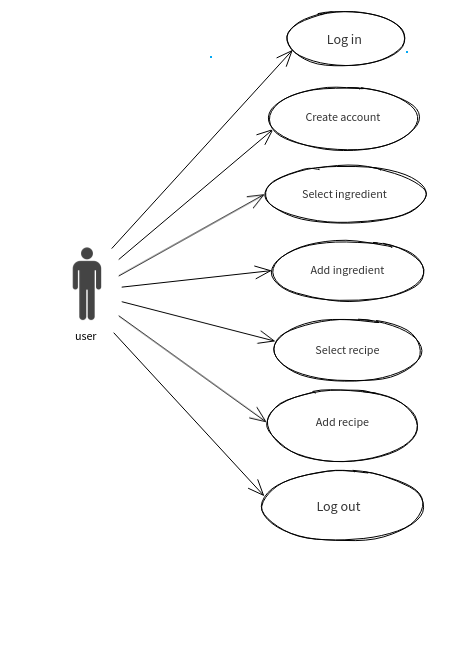 Log in
Create account
Select ingredient
Add ingredient
user
Select recipe
Add recipe
Log out